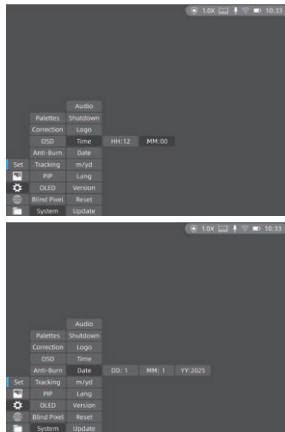 1.0X 10:33
Audio
Palettes Shutdown
Correction Logo
OSD Time HH:12 MM:00
Anti-Burn Date
Set Tracking m/yd
PIP Lang
OLED Version
Blind Pixel Reset
System Update
1.0X 10:33
Audio
Palettes Shutdown
Correction Logo
OSD Time
Anti-Burn Date DD: 1 MM: 1 YY:2025
Set Tracking m/yd
PIP Lang
OLED Version
Blind Pixel Reset
System Update